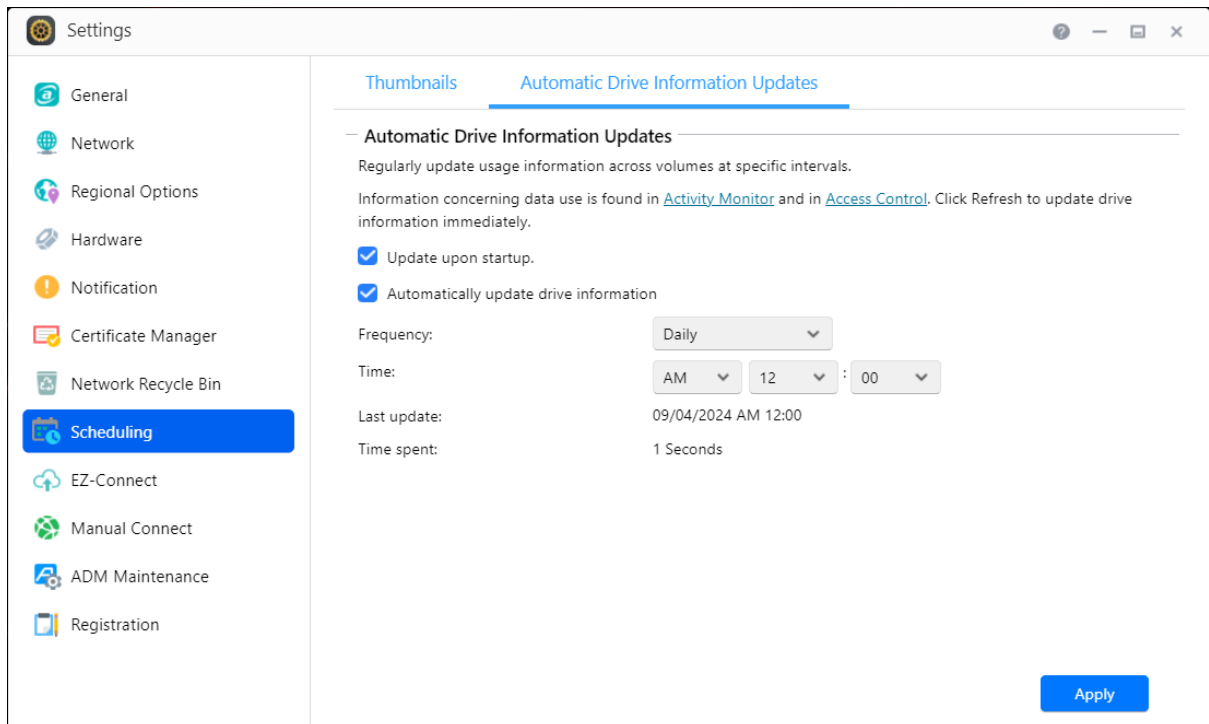 Settings
General
Network
Regional Options
Hardware
Notification
Certificate Manager
Network Recycle Bin
Scheduling
EZ-Connect
Manual Connect
ADM Maintenance
Registration
Thumbnails
Automatic Drive Information Updates
Automatic Drive Information Updates
Regularly update usage information across volumes at specific intervals.
Information concerning data use is found in Activity Monitor and in Access Control. Click Refresh to update drive
information immediately.
Update upon startup.
Automatically update drive information
Frequency: Daily
Time: AM 12 : 00
Last update: 09/04/2024 AM 12:00
Time spent: 1 Seconds
Apply